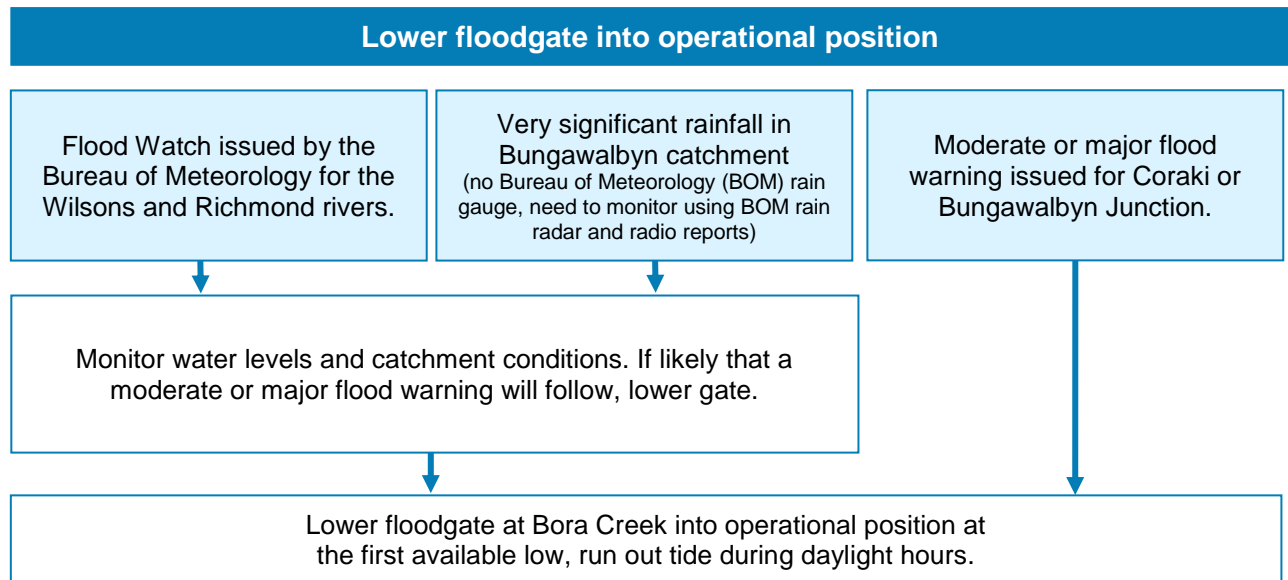 Lower floodgate into operational position
Flood Watch issued by the
Bureau of Meteorology for the
Wilsons and Richmond rivers.
Very significant rainfall in
Bungawalbyn catchment
(no Bureau of Meteorology (BOM) rain
gauge, need to monitor using BOM rain
radar and radio reports)
Moderate or major flood
warning issued for Coraki or
Bungawalbyn Junction.
Monitor water levels and catchment conditions. If likely that a
moderate or major flood warning will follow, lower gate.
Lower floodgate at Bora Creek into operational position at
the first available low, run out tide during daylight hours.